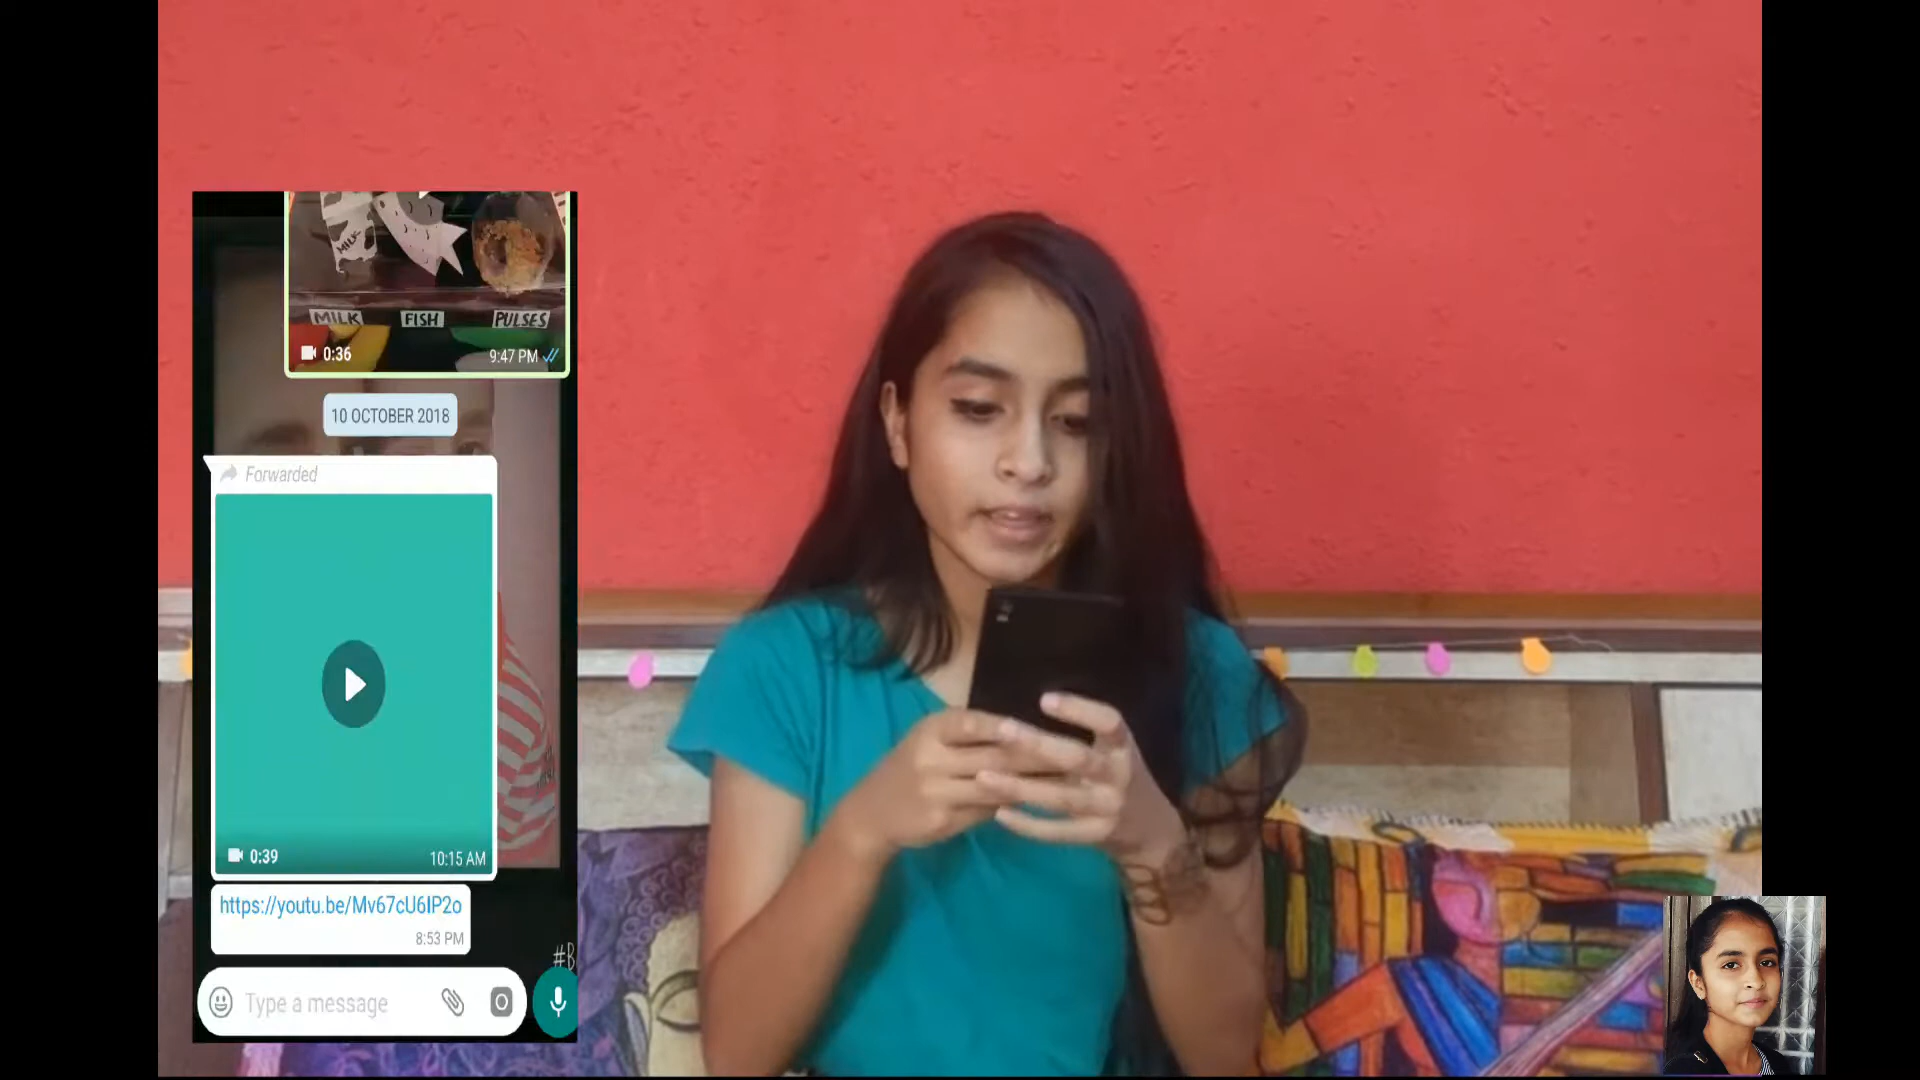 MILK
MILK FISH PULSES
0:36 9:47 PM
10 OCTOBER 2018
Forwarded
0:39 10:15 AM
https://youtu.be/Mv67cU6IP2o
8:53 PM
#B
Type a message